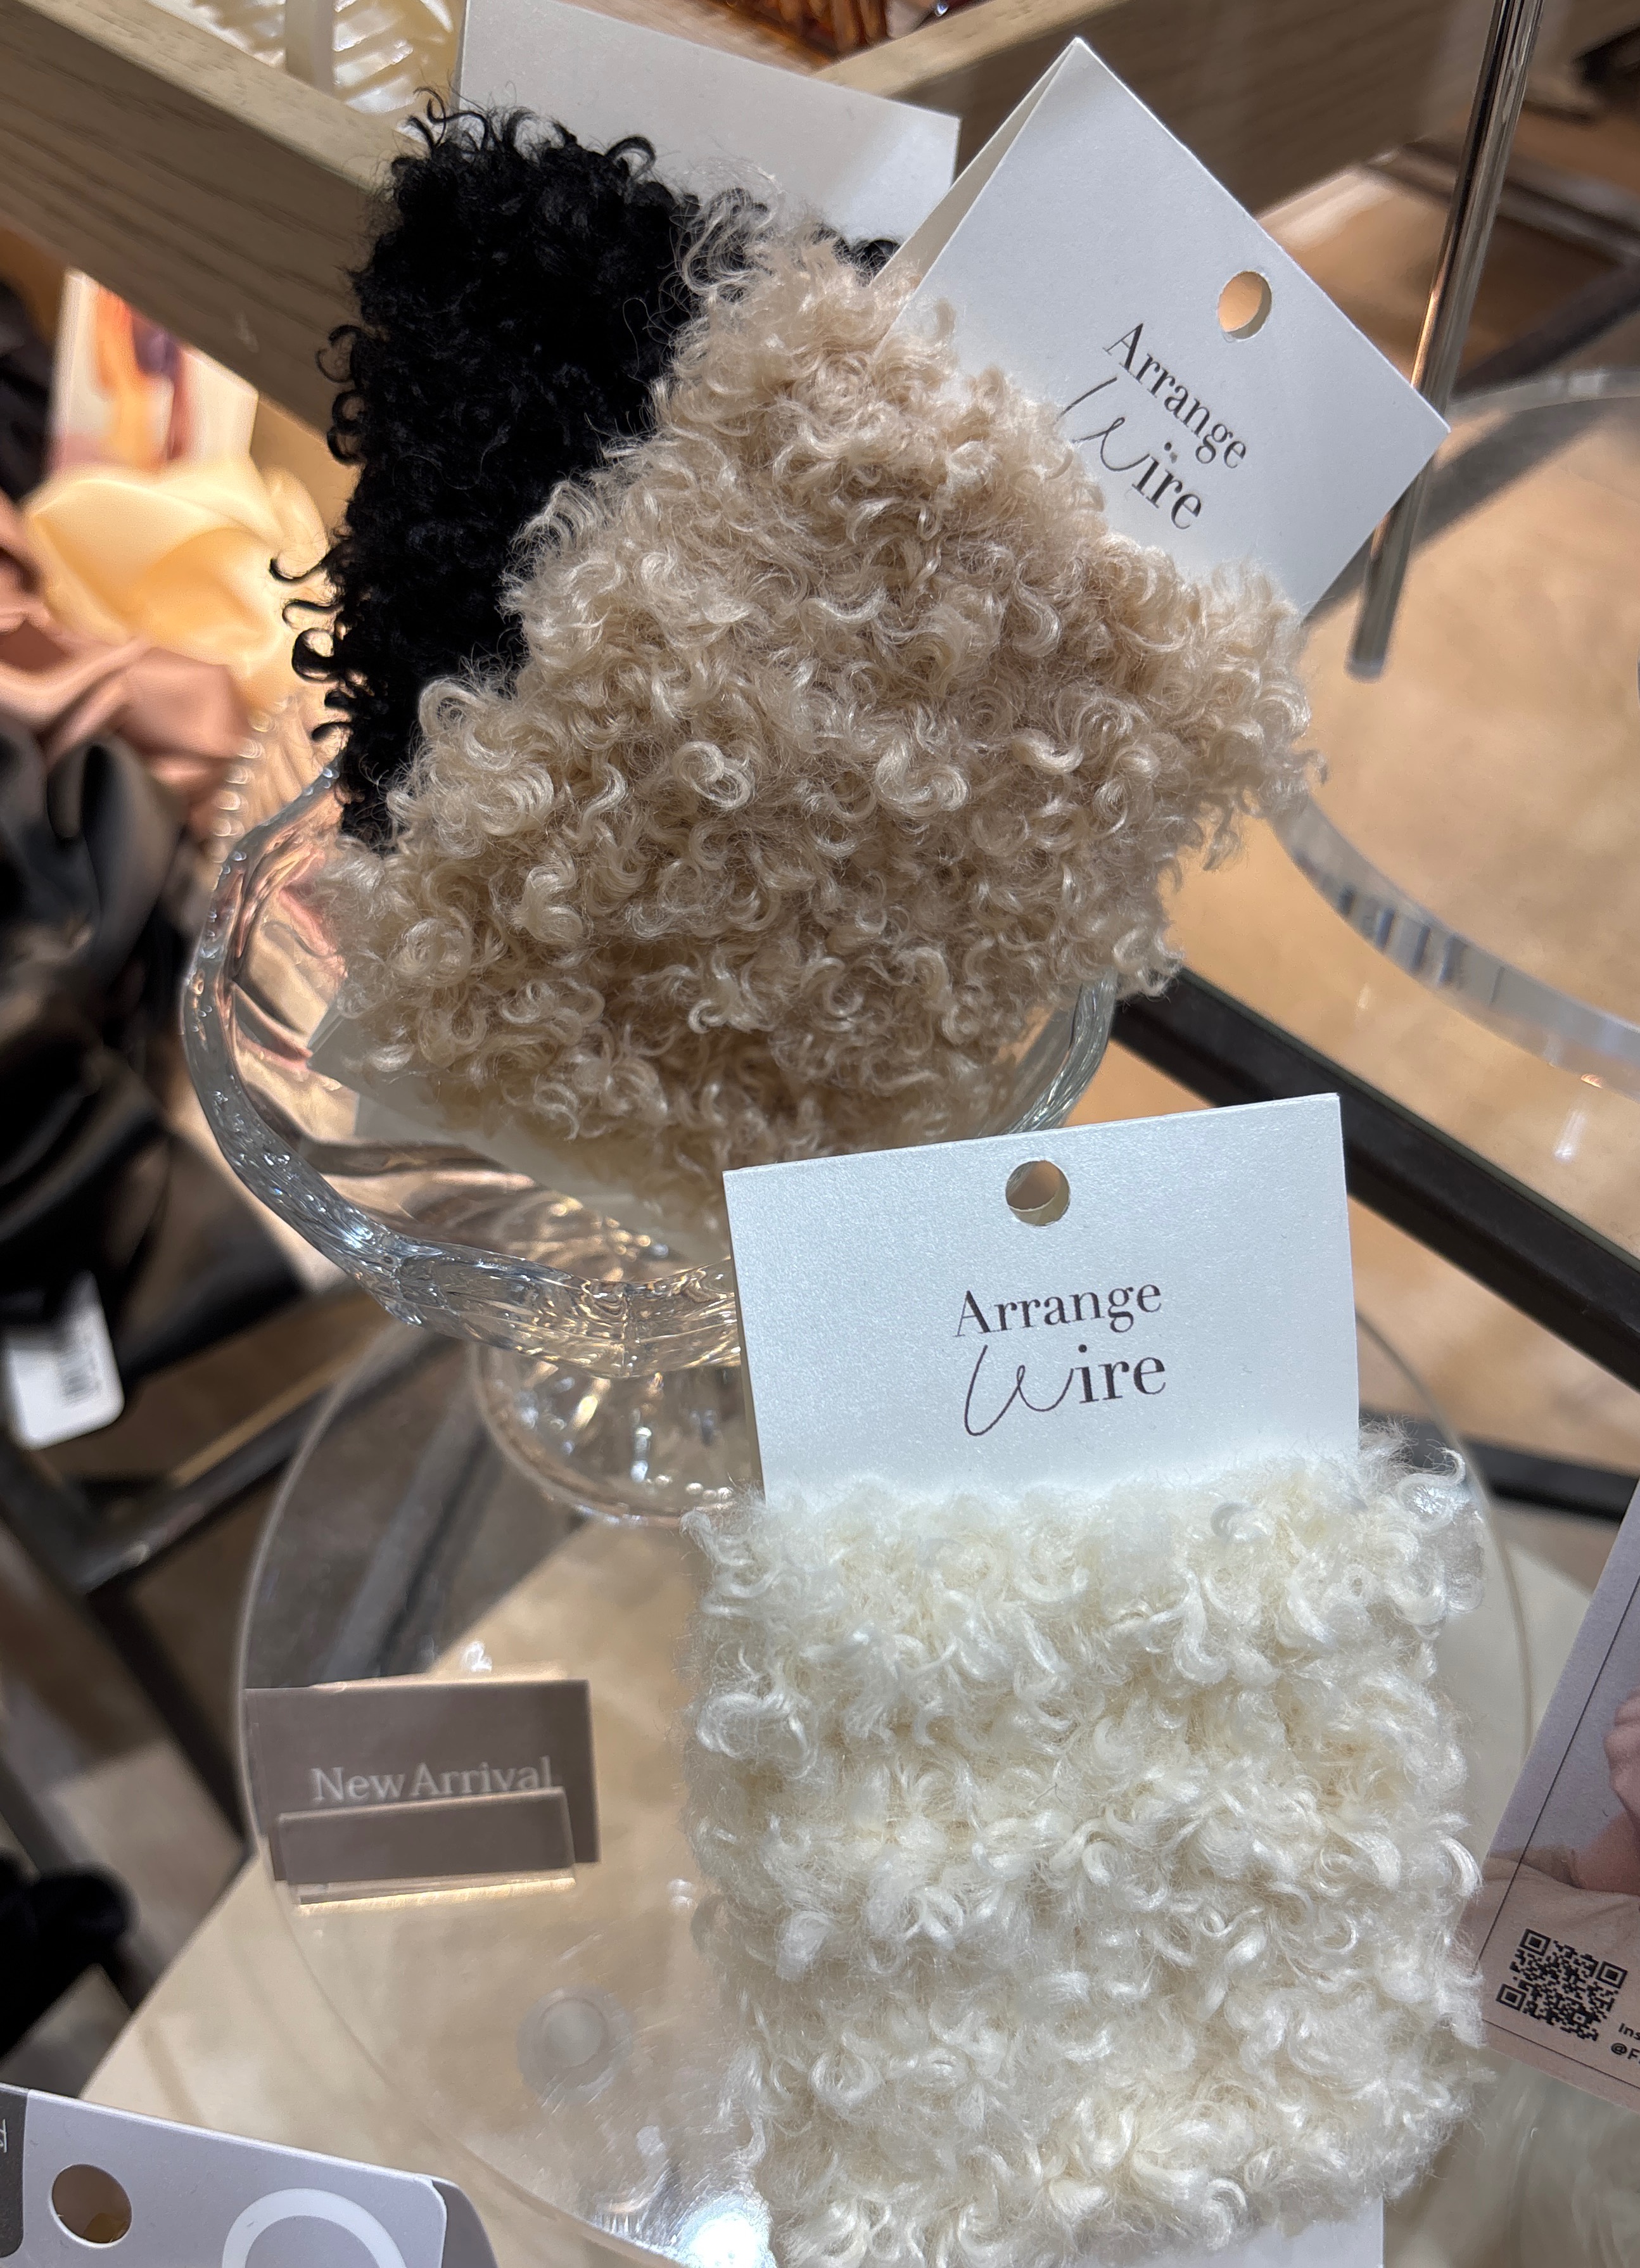 Arrange
Wire
Arrange
Wire
New Arrival